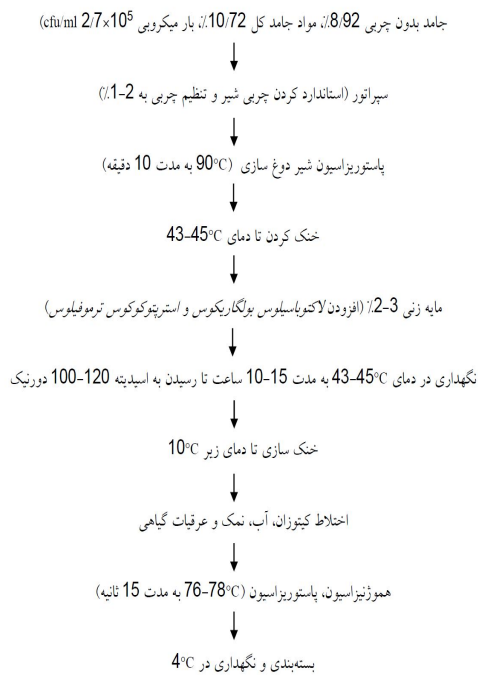 جامد بدون چربی 8/92٪، مواد جامد کل 10/72٪، بار میکروبی 2/7×10⁵ cfu/ml)
سپراتور (استاندارد کردن چربی شیر و تنظیم چربی به 2-1٪)
پاستوریزاسیون شیر دوغ سازی (90°C به مدت 10 دقیقه)
خنک کردن تا دمای 43-45°C
مایه زنی 3-2٪ (افزودن لاکتوباسیلوس بولگاریکوس و استرپتوکوکوس ترموفیلوس)
نگهداری در دمای 43-45°C به مدت 15-10 ساعت تا رسیدن به اسیدیته 120-100 دورنیک
خنک سازی تا دمای زیر 10°C
اختلاط کیتوزان، آب، نمک و عرقیات گیاهی
هموژنیزاسیون، پاستوریزاسیون (76-78°C به مدت 15 ثانیه)
بسته‌بندی و نگهداری در 4°C